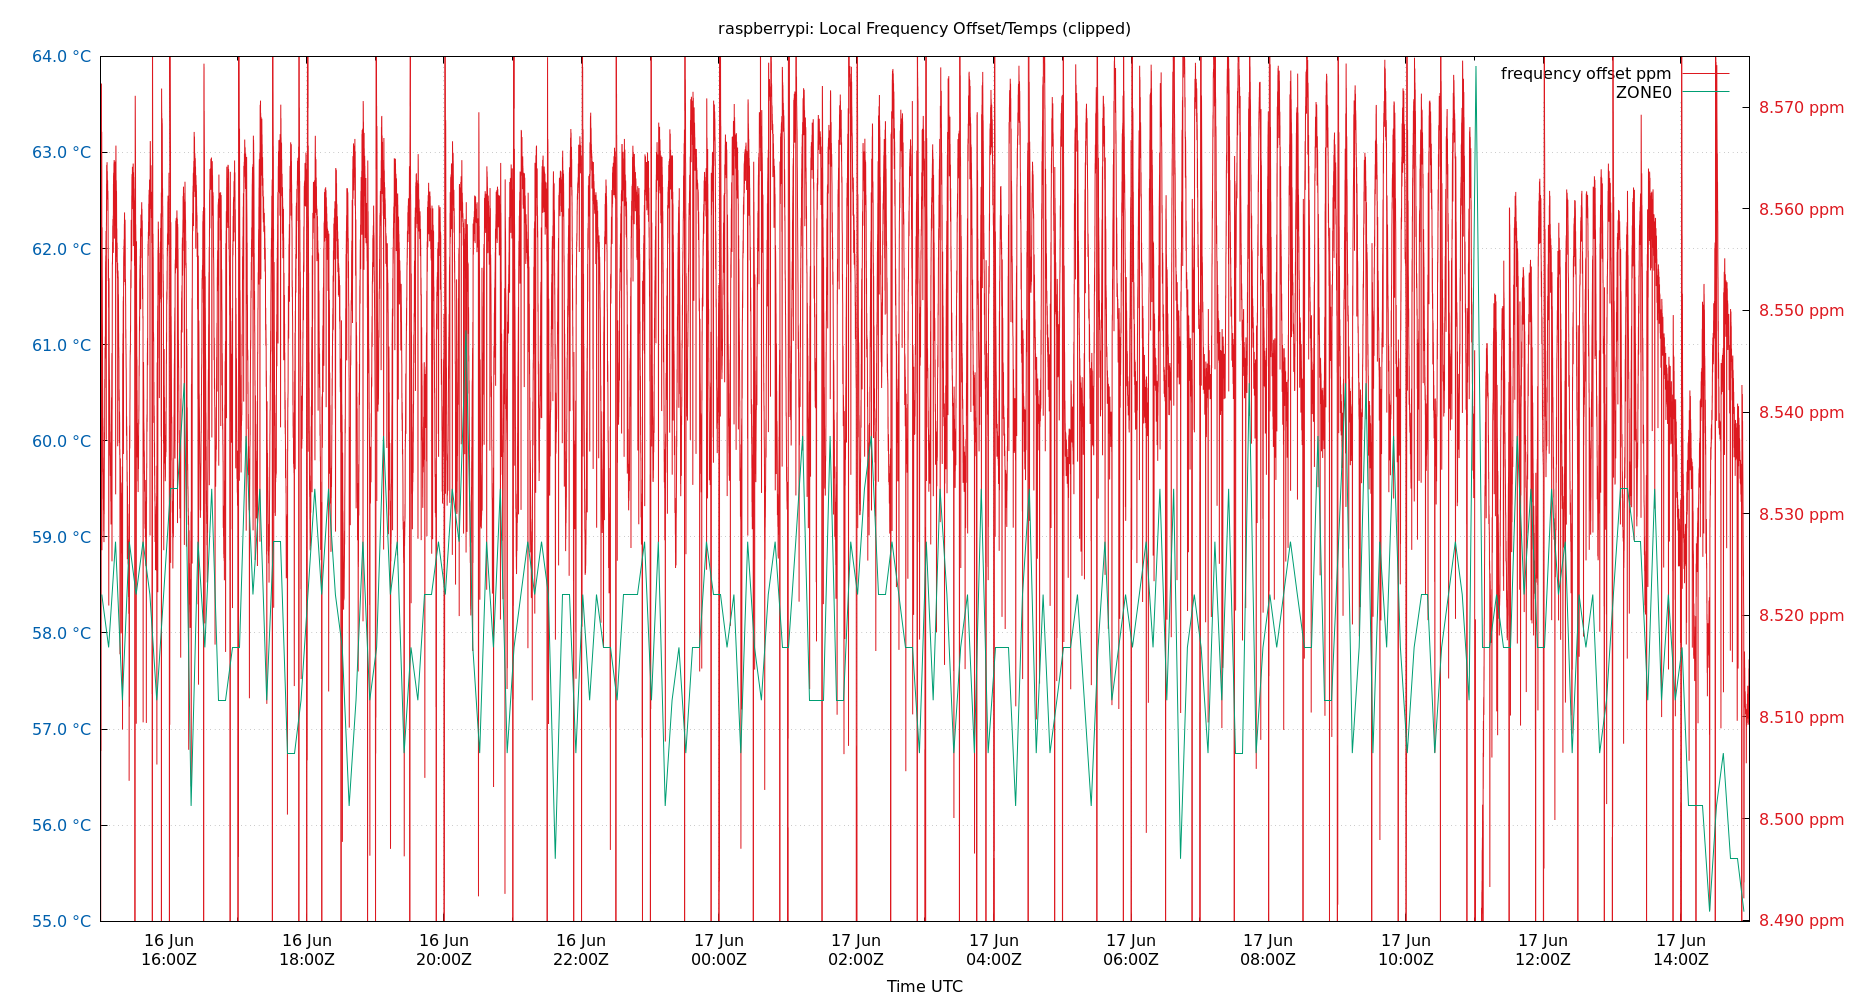 raspberrypi: Local Frequency Offset/Temps (clipped)
64.0 °C
63.0 °C
62.0 °C
61.0 °C
60.0 °C
59.0 °C
58.0 °C
57.0 °C
56.0 °C
55.0 °C
frequency offset ppm
ZONE0
8.570 ppm
8.560 ppm
8.550 ppm
8.540 ppm
8.530 ppm
8.520 ppm
8.510 ppm
8.500 ppm
8.490 ppm
16 Jun
16:00Z
16 Jun
18:00Z
16 Jun
20:00Z
16 Jun
22:00Z
17 Jun
00:00Z
17 Jun
02:00Z
17 Jun
04:00Z
17 Jun
06:00Z
17 Jun
08:00Z
17 Jun
10:00Z
17 Jun
12:00Z
17 Jun
14:00Z
Time UTC